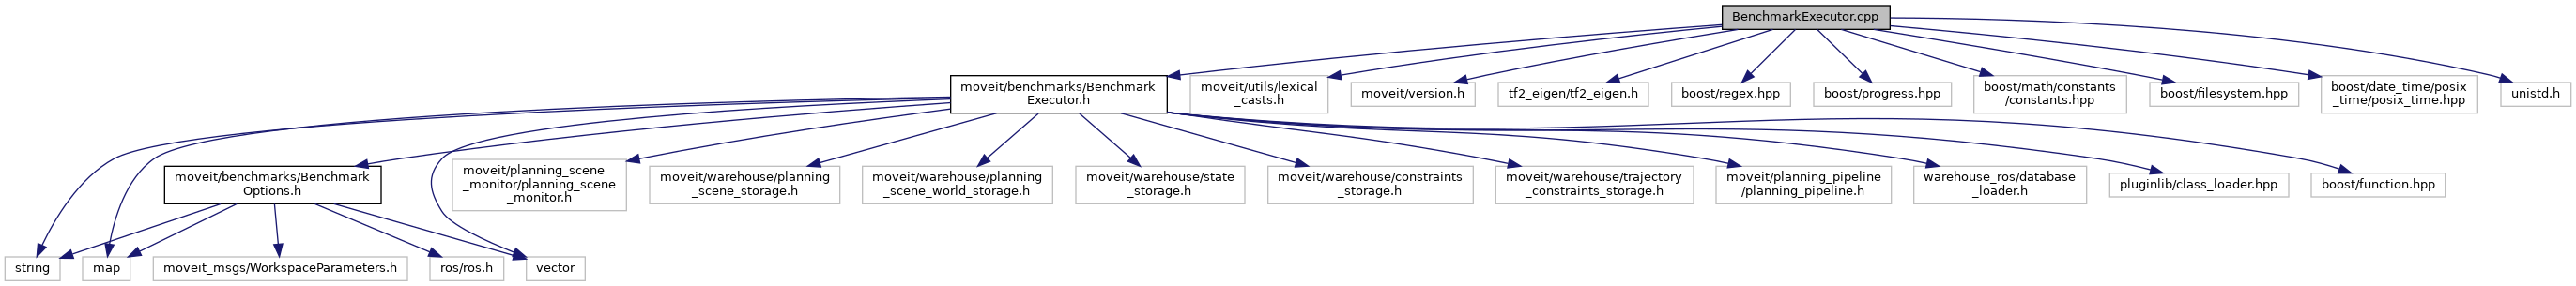 BenchmarkExecutor.cpp
moveit/benchmarks/Benchmark
Executor.h
moveit/utils/lexical
_casts.h
moveit/version.h
tf2_eigen/tf2_eigen.h
boost/regex.hpp
boost/progress.hpp
boost/math/constants
/constants.hpp
boost/filesystem.hpp
boost/date_time/posix
_time/posix_time.hpp
unistd.h
moveit/benchmarks/Benchmark
Options.h
moveit/planning_scene
_monitor/planning_scene
_monitor.h
moveit/warehouse/planning
_scene_storage.h
moveit/warehouse/planning
_scene_world_storage.h
moveit/warehouse/state
_storage.h
moveit/warehouse/constraints
_storage.h
moveit/warehouse/trajectory
_constraints_storage.h
moveit/planning_pipeline
/planning_pipeline.h
warehouse_ros/database
_loader.h
pluginlib/class_loader.hpp
boost/function.hpp
string
map
moveit_msgs/WorkspaceParameters.h
ros/ros.h
vector